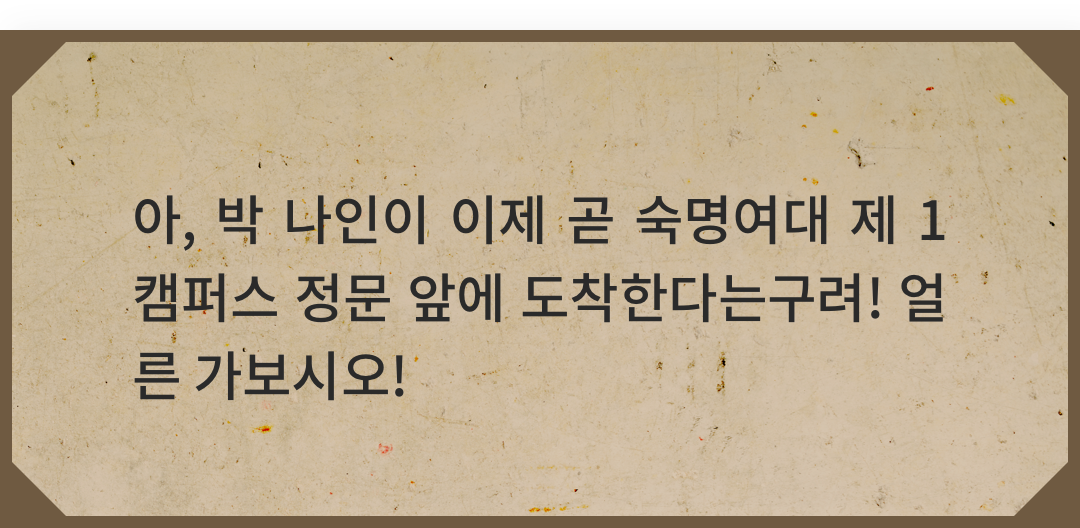 아, 박 나인이 이제 곧 숙명여대 제 1
캠퍼스 정문 앞에 도착한다는구려! 얼
른 가보시오!